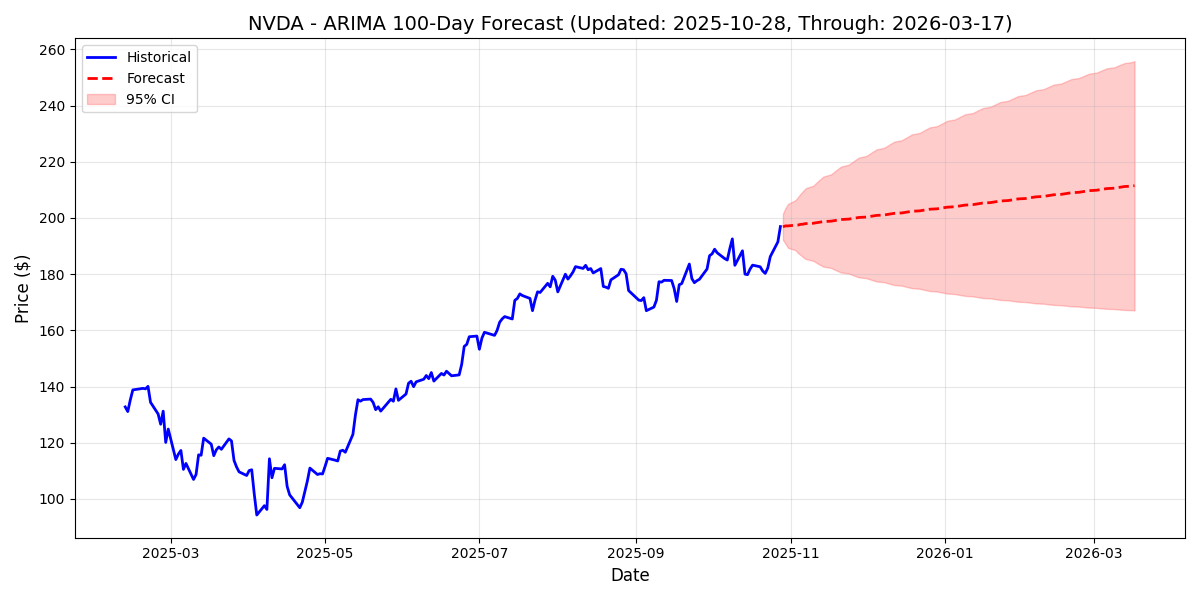 NVDA - ARIMA 100-Day Forecast (Updated: 2025-10-28, Through: 2026-03-17)
Historical
Forecast
95% CI
Price ($)
260
240
220
200
180
160
140
120
100
2025-03 2025-05 2025-07 2025-09 2025-11 2026-01 2026-03
Date